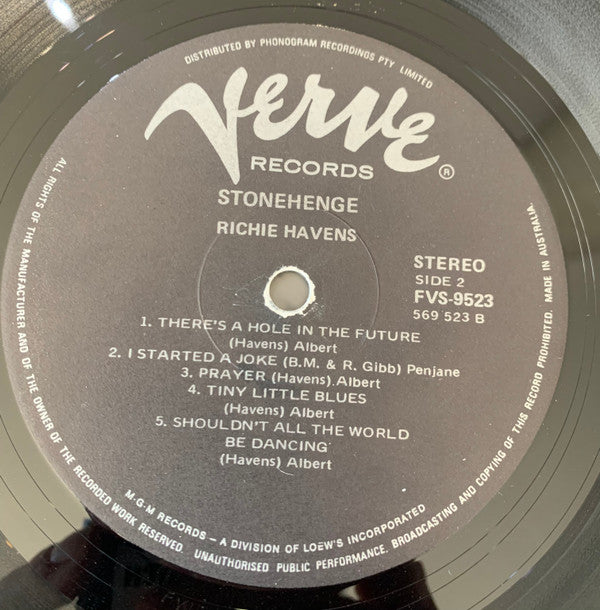 DISTRIBUTED BY PHONOGRAM RECORDINGS PTY LIMITED
Verve
RECORDS ®
STONEHENGE
RICHIE HAVENS
STEREO
SIDE 2
FVS-9523
569 523 B
1. THERE'S A HOLE IN THE FUTURE
(Havens) Albert
2. I STARTED A JOKE (B.M. & R. Gibb) Penjane
3. PRAYER (Havens) Albert
4. TINY LITTLE BLUES
(Havens) Albert
5. SHOULDN'T ALL THE WORLD
BE DANCING
(Havens) Albert
M·G·M RECORDS – A DIVISION OF LOEW'S INCORPORATED
ALL RIGHTS OF THE MANUFACTURER AND OF THE OWNER OF THE RECORDED WORK RESERVED. UNAUTHORISED PUBLIC PERFORMANCE. BROADCASTING AND COPYING OF THIS RECORD PROHIBITED. MADE IN AUSTRALIA